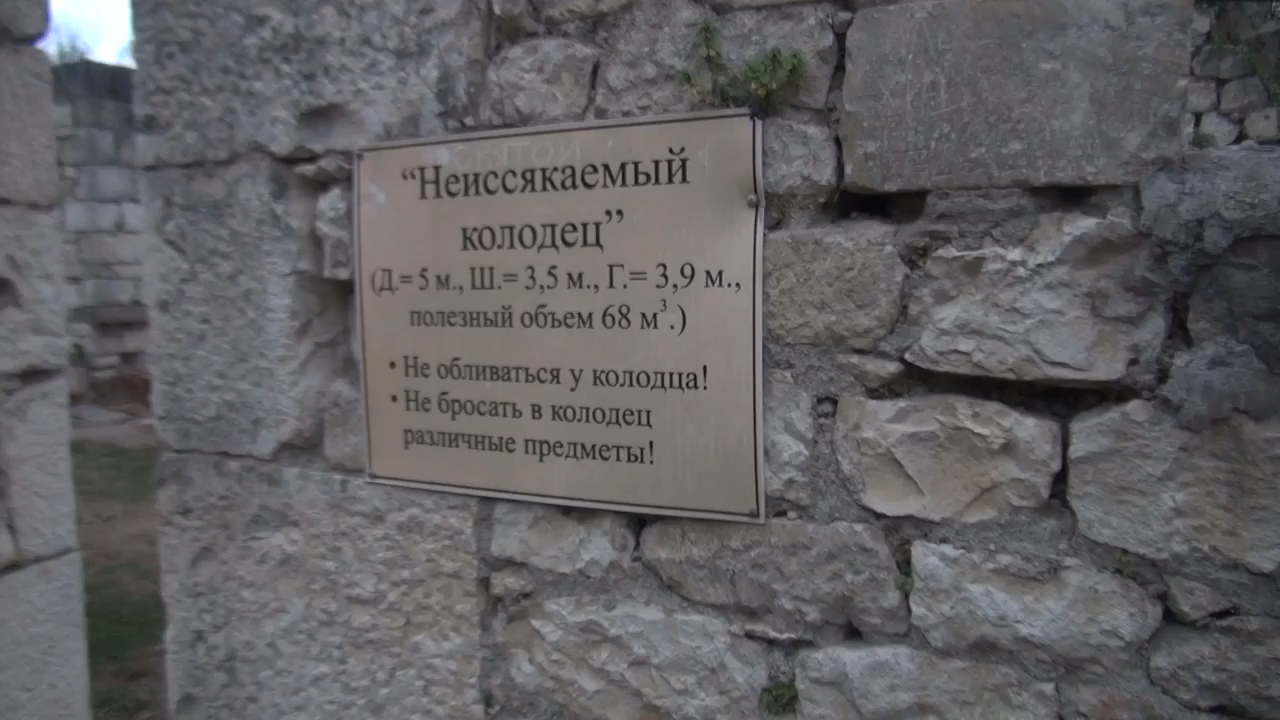 “Неиссякаемый
колодец”
(Д.= 5 м., Ш.= 3,5 м., Г.= 3,9 м.,
полезный объем 68 м³.)
• Не обливаться у колодца!
• Не бросать в колодец
различные предметы!